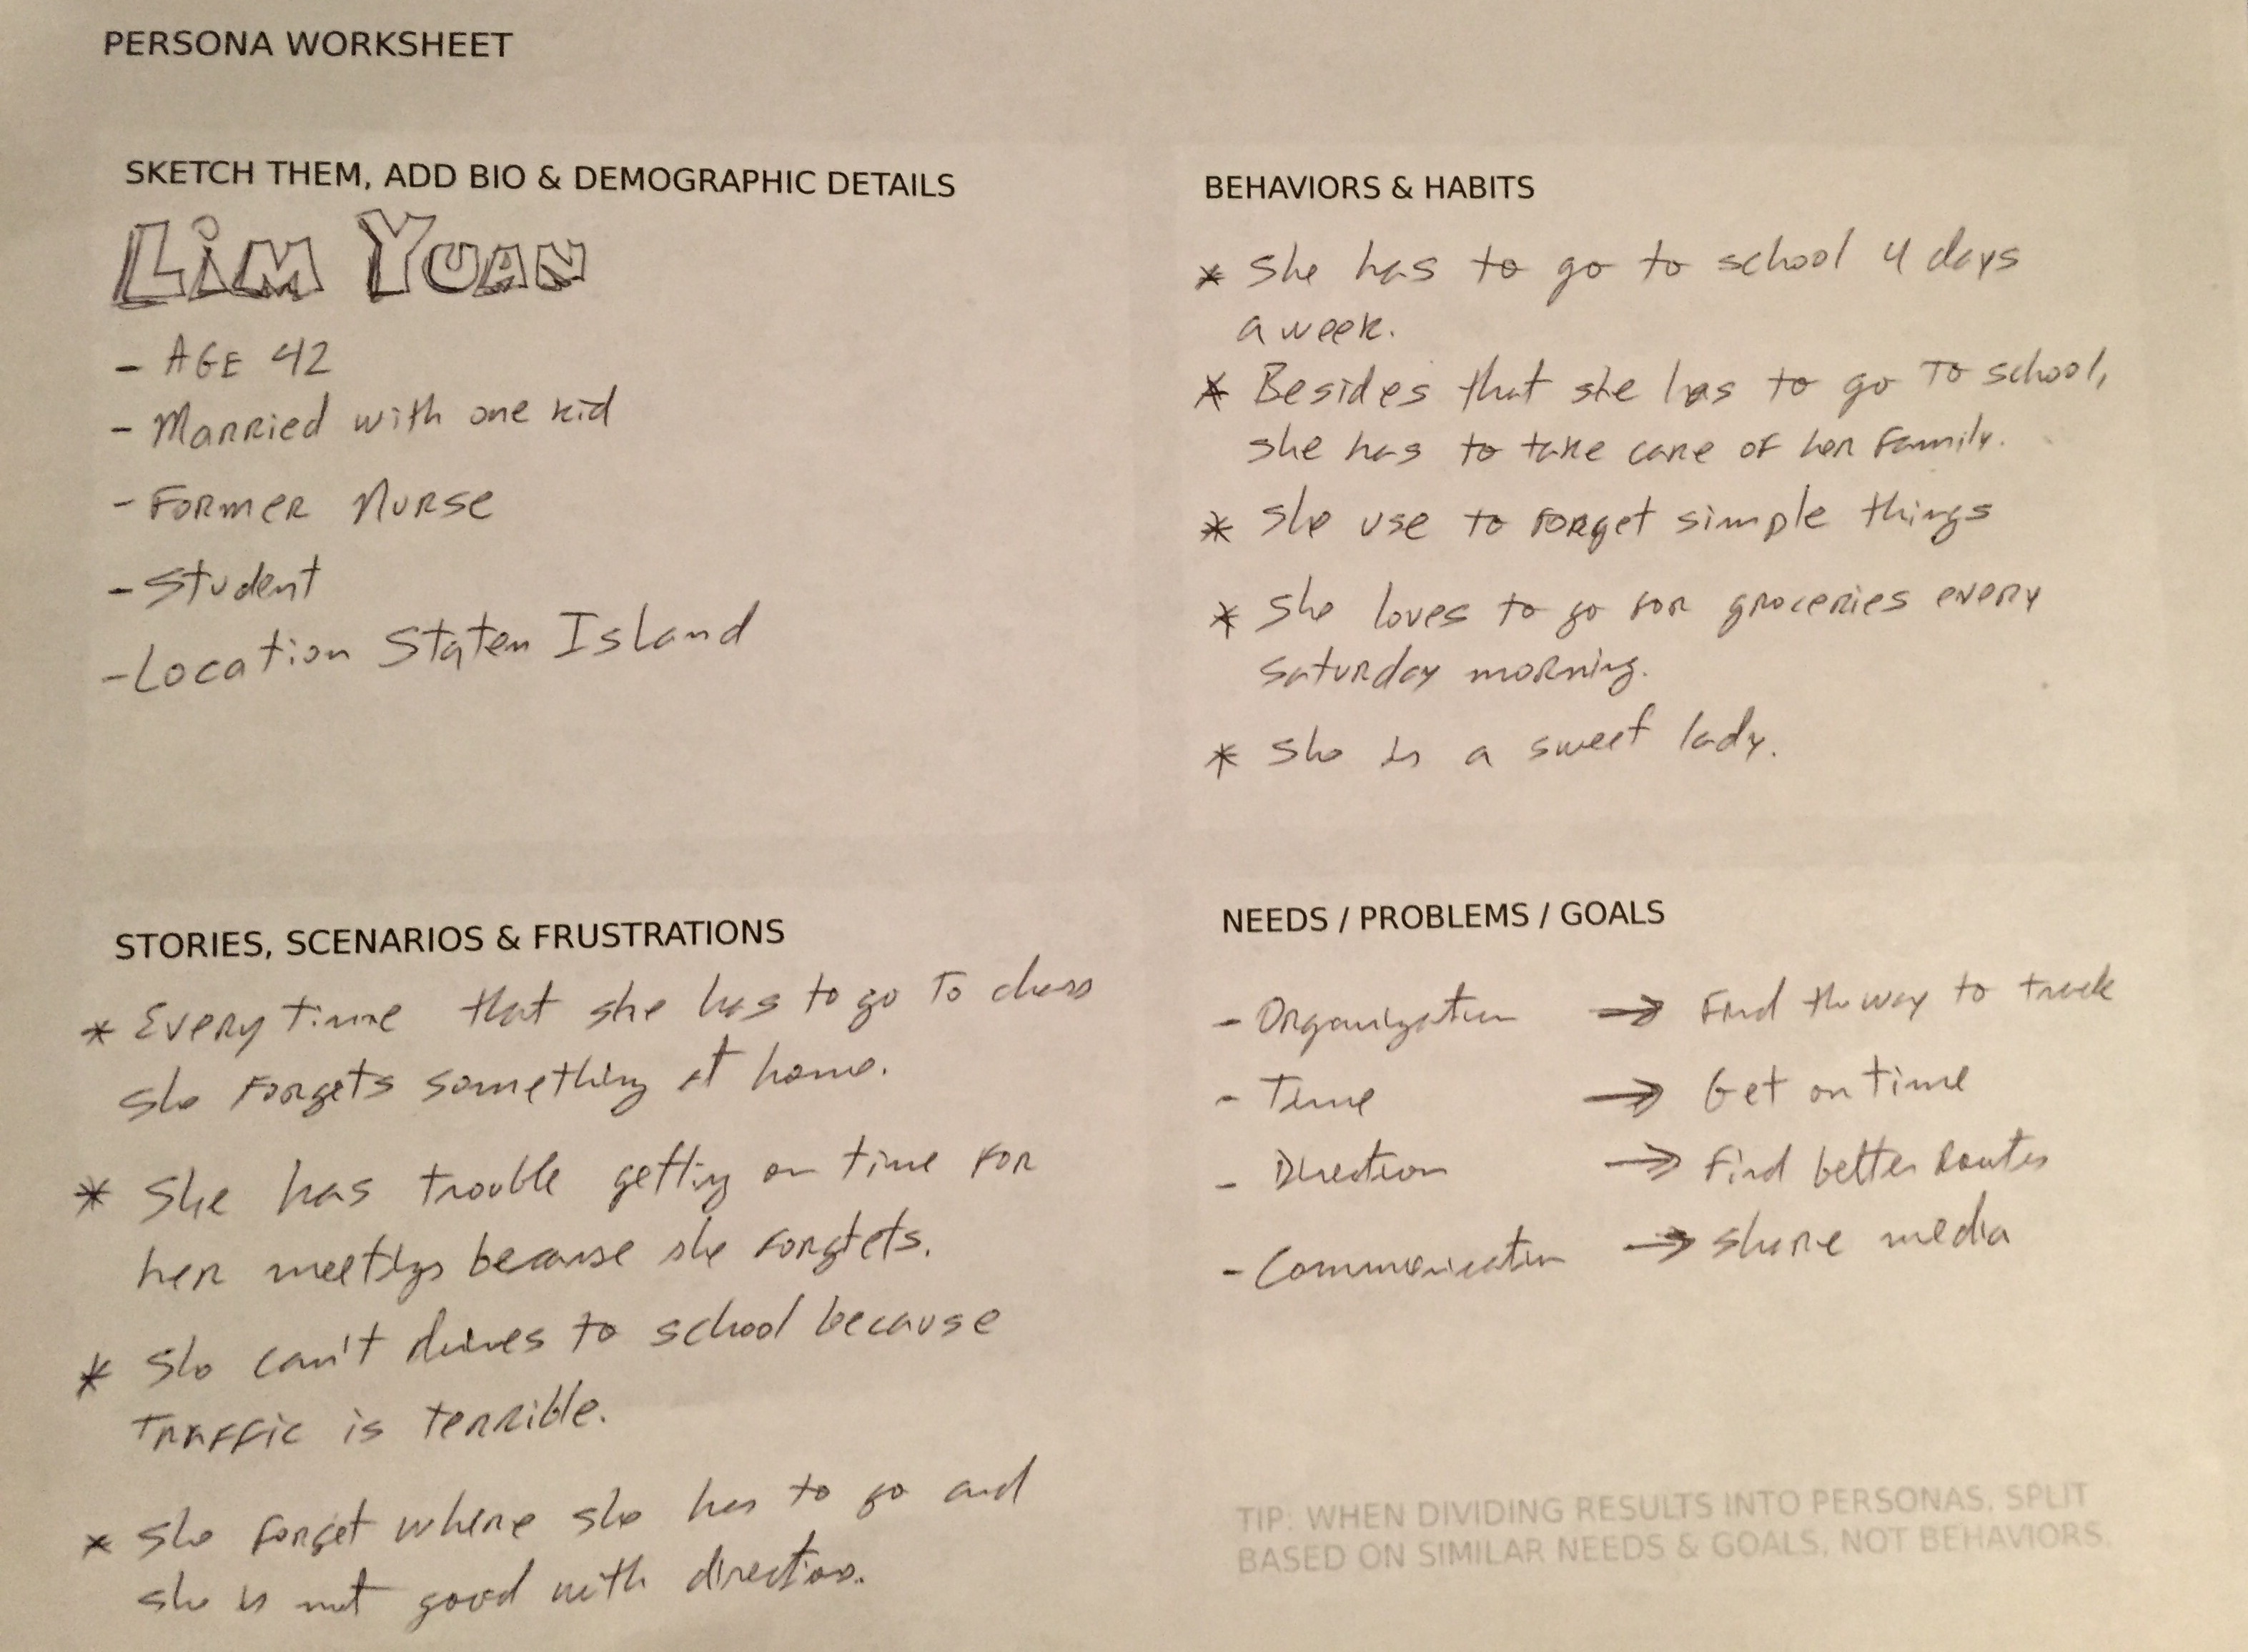 PERSONA WORKSHEET
SKETCH THEM, ADD BIO & DEMOGRAPHIC DETAILS
LiM YUAN
- AGE 42
- Married with one kid
- Former Nurse
- Student
- Location Staten Island
BEHAVIORS & HABITS
* She has to go to school 4 days
a week.
* Besides that she has to go To school,
she has to take care of her family.
* She use to forget simple things
* She loves to go for groceries every
saturday morning.
* She is a sweet lady.
STORIES, SCENARIOS & FRUSTRATIONS
* Every time that she has to go To class
She forgets something at home.
* She has trouble getting on time for
her meetings because she forgtets.
* She can't drives to school because
Traffic is terrible.
* She forget where she has to go and
she is not good with direction.
NEEDS / PROBLEMS / GOALS
- Organization → Find the way to track
- Time → Get on time
- Direction → Find better Routes
- Communication → Share media
TIP: WHEN DIVIDING RESULTS INTO PERSONAS, SPLIT
BASED ON SIMILAR NEEDS & GOALS, NOT BEHAVIORS.